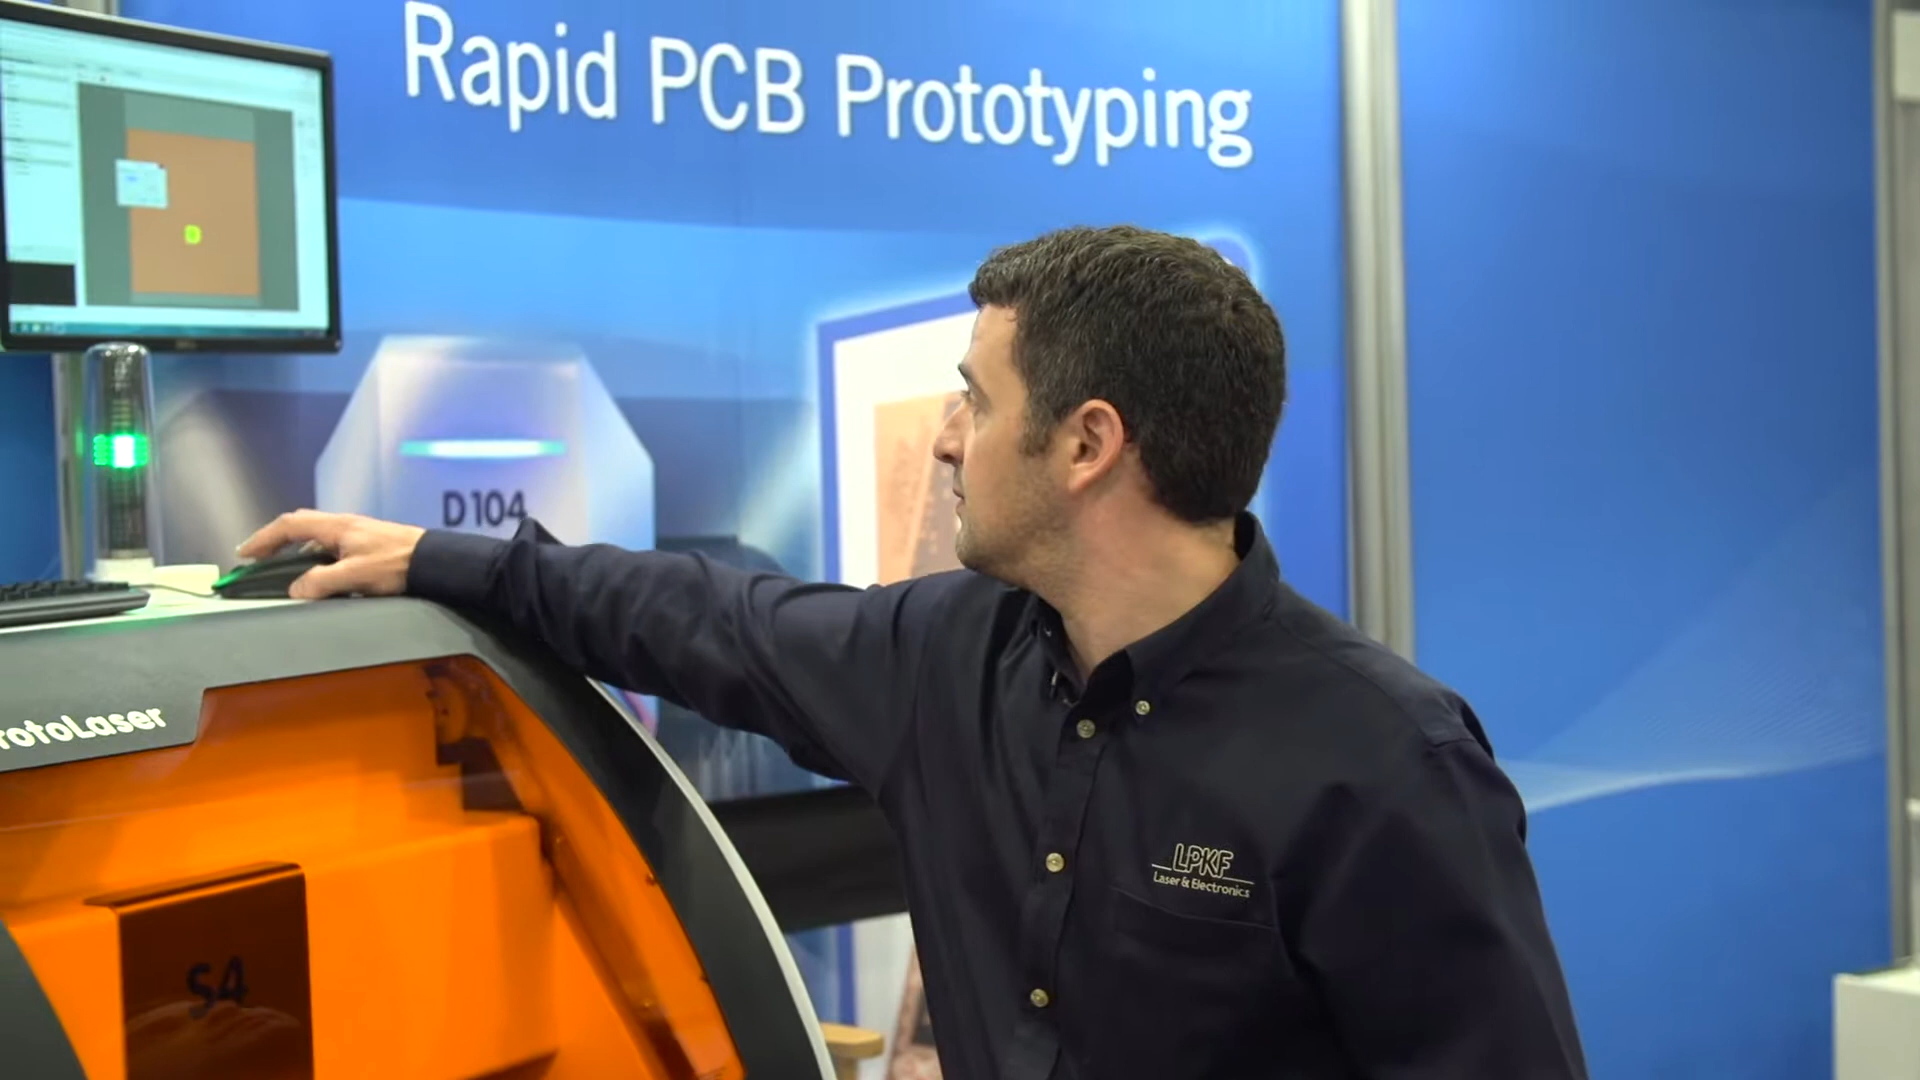 Rapid PCB Prototyping
D104
rotoLaser
LPKF
Laser & Electronics
S4